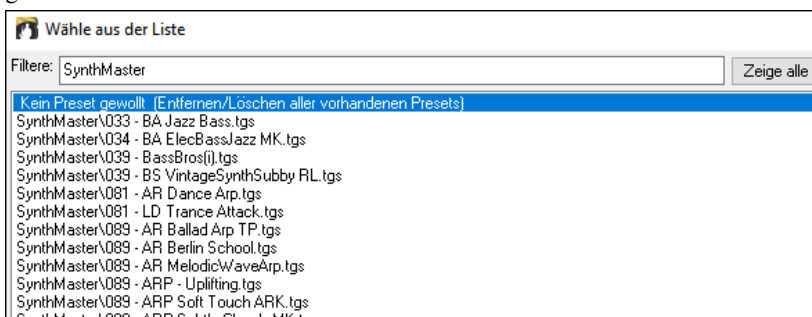 Wähle aus der Liste
Filtere: SynthMaster Zeige alle
Kein Preset gewollt (Entfernen/Löschen aller vorhandenen Presets)
SynthMaster\033 - BA Jazz Bass.tgs
SynthMaster\034 - BA ElecBassJazz MK.tgs
SynthMaster\039 - BassBros(i).tgs
SynthMaster\039 - BS VintageSynthSubby RL.tgs
SynthMaster\081 - AR Dance Arp.tgs
SynthMaster\081 - LD Trance Attack.tgs
SynthMaster\089 - AR Ballad Arp TP.tgs
SynthMaster\089 - AR Berlin School.tgs
SynthMaster\089 - AR MelodicWaveArp.tgs
SynthMaster\089 - ARP - Uplifting.tgs
SynthMaster\089 - ARP Soft Touch ARK.tgs